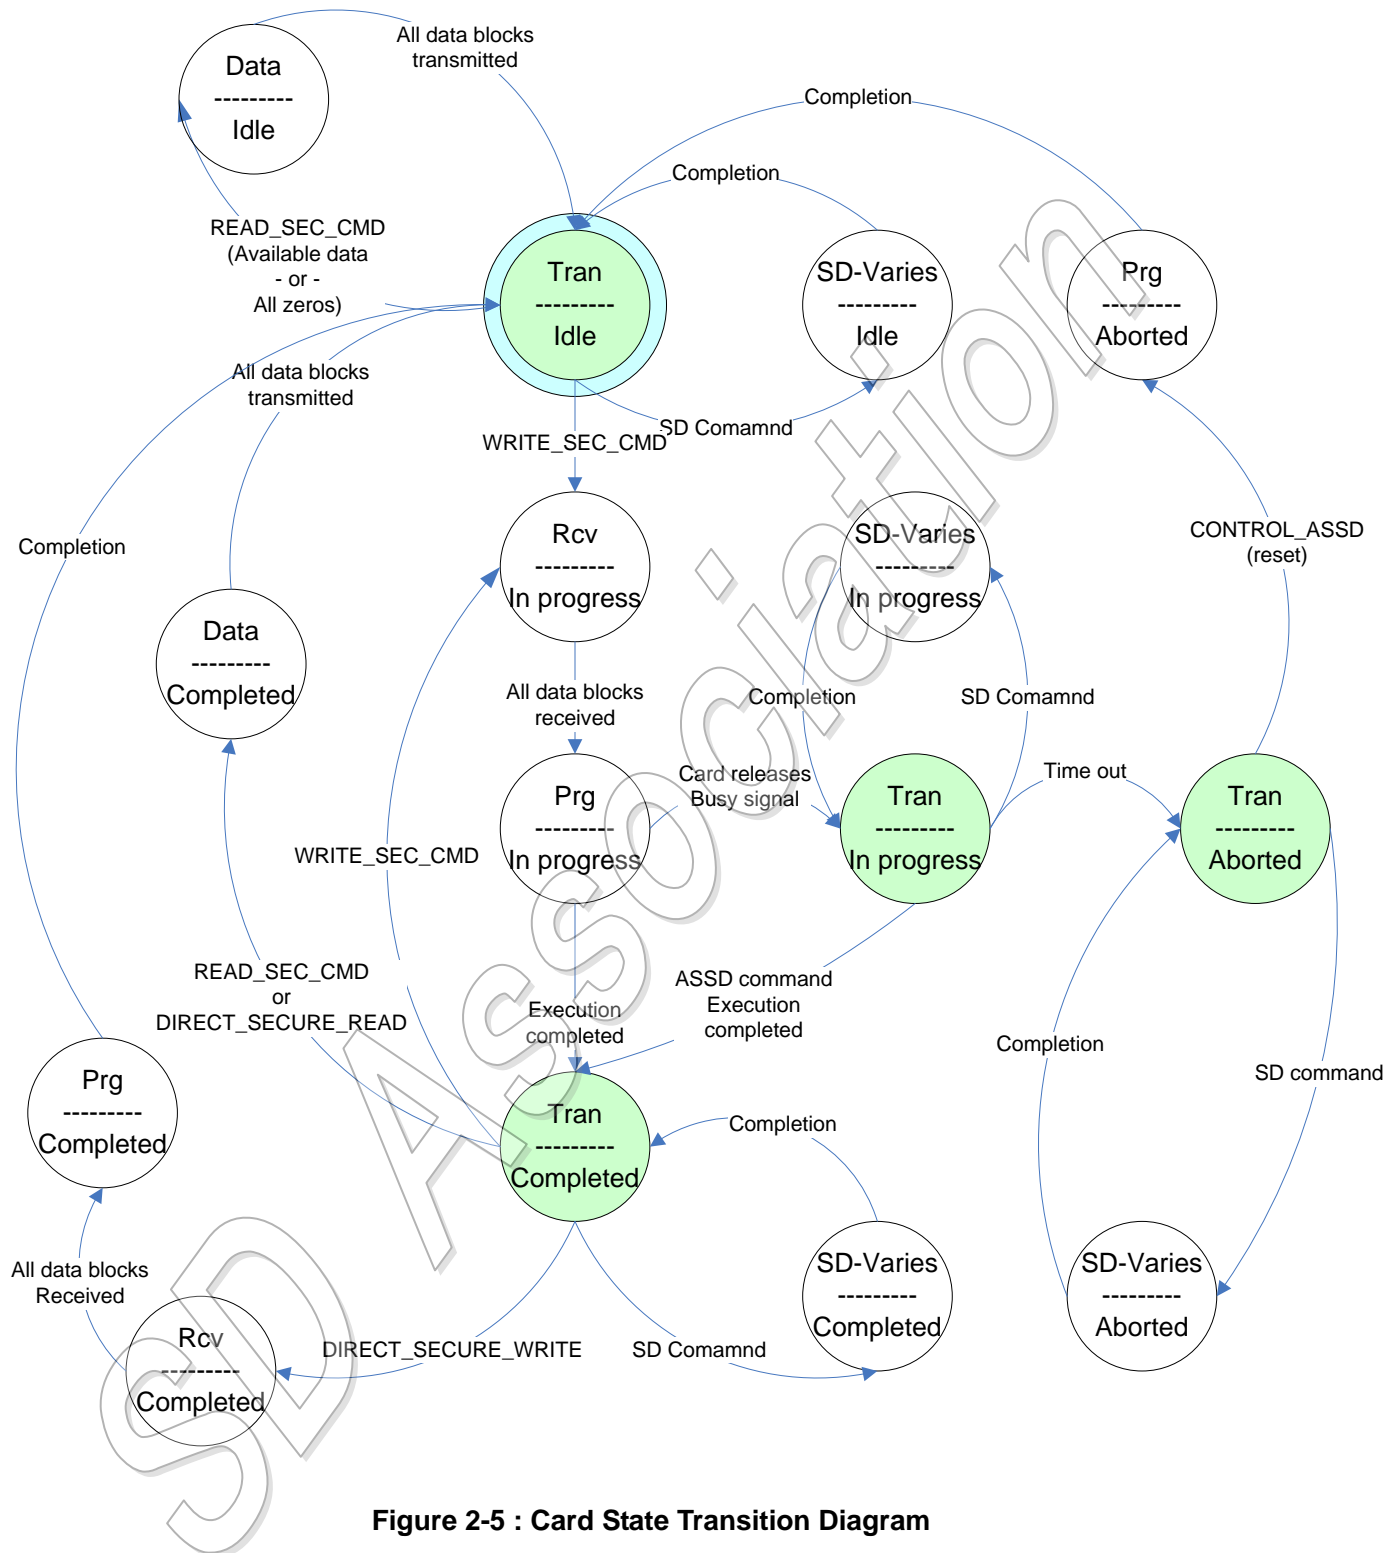 All data blocks
transmitted
Data
---------
Idle
Completion
Completion
READ_SEC_CMD
(Available data
- or -
All zeros)
Tran
---------
Idle
SD-Varies
---------
Idle
Prg
---------
Aborted
All data blocks
transmitted
SD Comamnd
WRITE_SEC_CMD
Completion
Rcv
---------
In progress
SD-Varies
---------
In progress
CONTROL_ASSD
(reset)
Data
---------
Completed
All data blocks
received
Completion
SD Comamnd
Prg
---------
In progress
Card releases
Busy signal
Tran
---------
In progress
Time out
Tran
---------
Aborted
WRITE_SEC_CMD
READ_SEC_CMD
or
DIRECT_SECURE_READ
Execution
completed
ASSD command
Execution
completed
Completion
SD command
Prg
---------
Completed
Tran
---------
Completed
Completion
All data blocks
Received
Rcv
---------
Completed
DIRECT_SECURE_WRITE
SD Comamnd
SD-Varies
---------
Completed
SD-Varies
---------
Aborted
SD Association
Figure 2-5 : Card State Transition Diagram